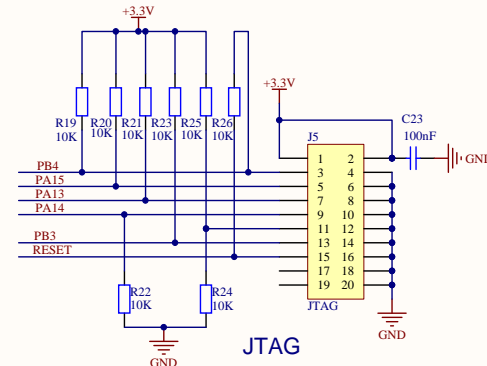 +3.3V
+3.3V
R19 R20 R21 R23 R25 R26
10K 10K 10K 10K 10K 10K
C23
100nF
J5
GND
1 2
PB4 3 4
PA15 5 6
PA13 7 8
PA14 9 10
11 12
PB3 13 14
RESET 15 16
17 18
19 20
R22 R24
10K 10K
JTAG
GND
GND
JTAG